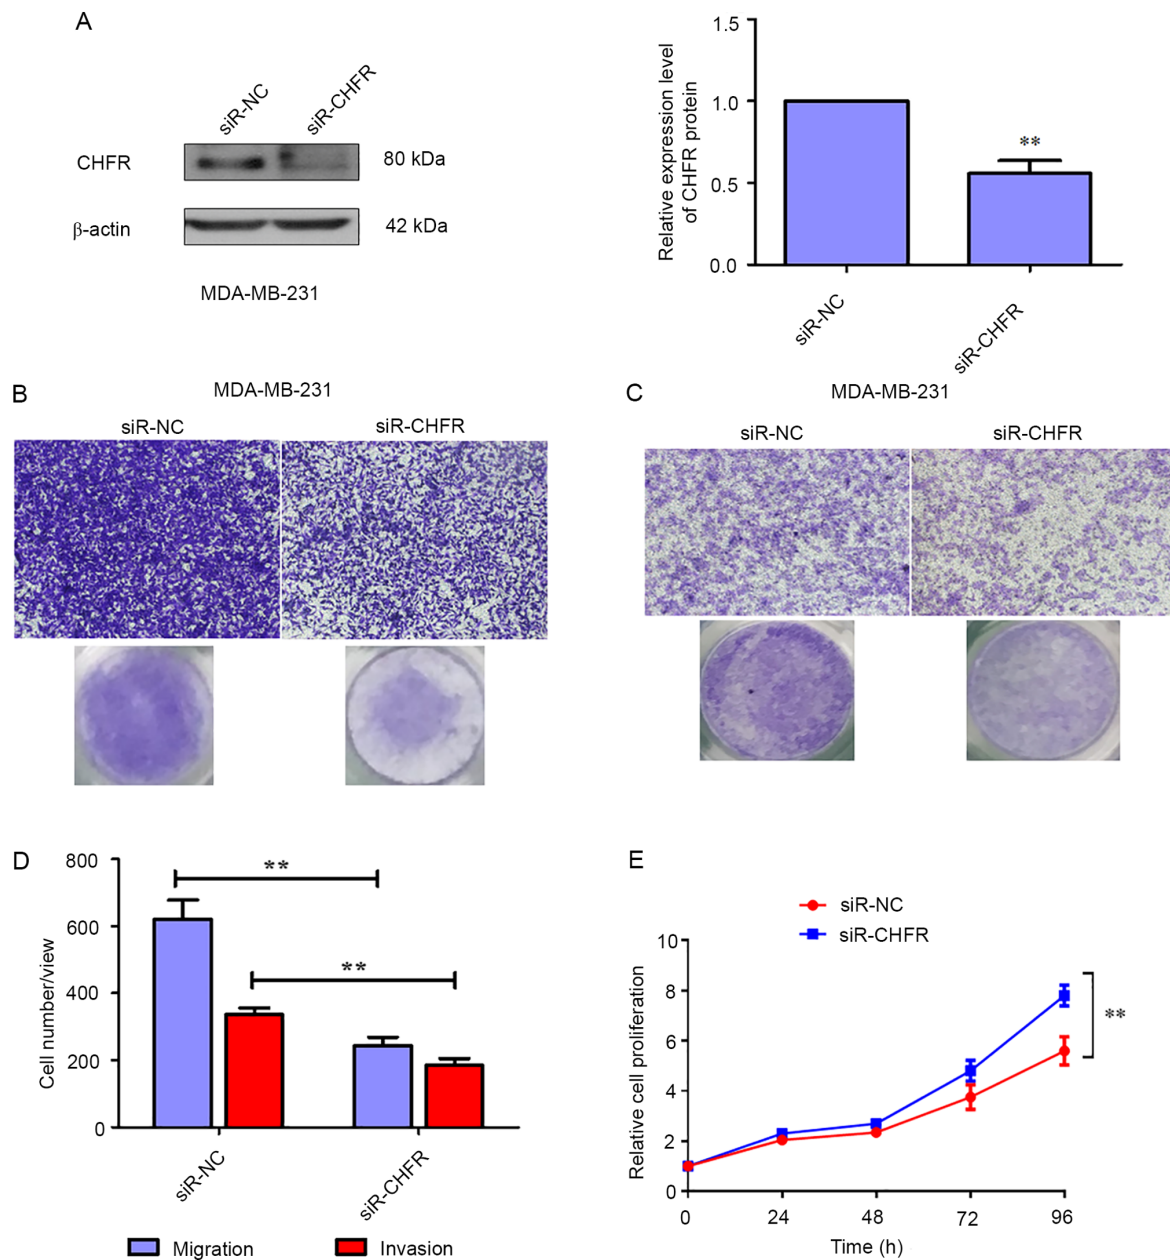 A
siR-NC
siR-CHFR
CHFR
80 kDa
β-actin
42 kDa
MDA-MB-231
Relative expression level
of CHFR protein
1.5
1.0
0.5
0.0
**
siR-NC
siR-CHFR
B
MDA-MB-231
siR-NC
siR-CHFR
C
MDA-MB-231
siR-NC
siR-CHFR
D
Cell number/view
800
600
400
200
0
**
**
siR-NC
siR-CHFR
Migration
Invasion
E
siR-NC
siR-CHFR
Relative cell proliferation
10
8
6
4
2
0
**
0
24
48
72
96
Time (h)